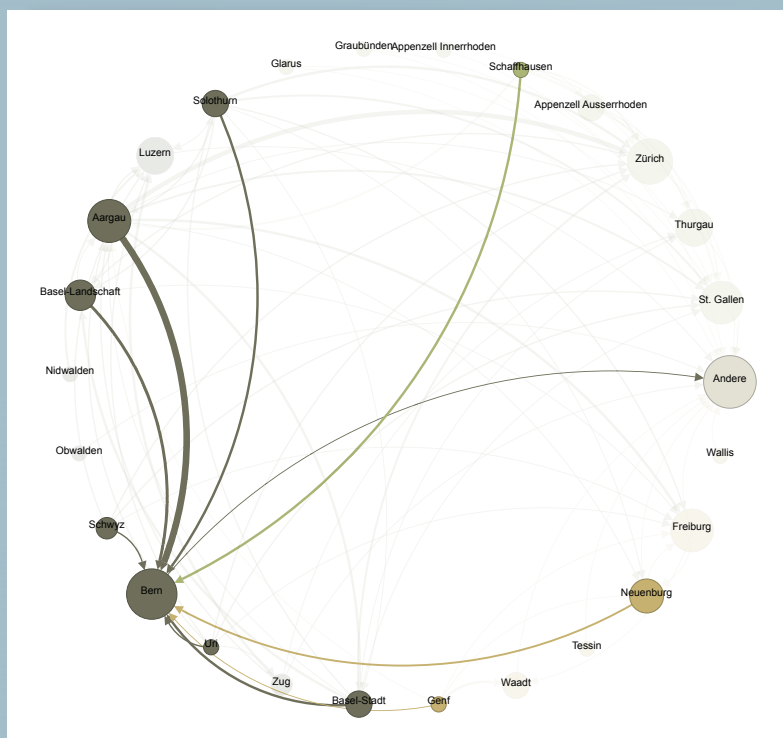 Graubünden
Appenzell Innerrhoden
Glarus
Schaffhausen
Solothurn
Appenzell Ausserrhoden
Luzern
Zürich
Aargau
Thurgau
Basel-Landschaft
St. Gallen
Nidwalden
Andere
Obwalden
Wallis
Schwyz
Freiburg
Bern
Neuenburg
Uri
Tessin
Zug
Waadt
Basel-Stadt
Genf